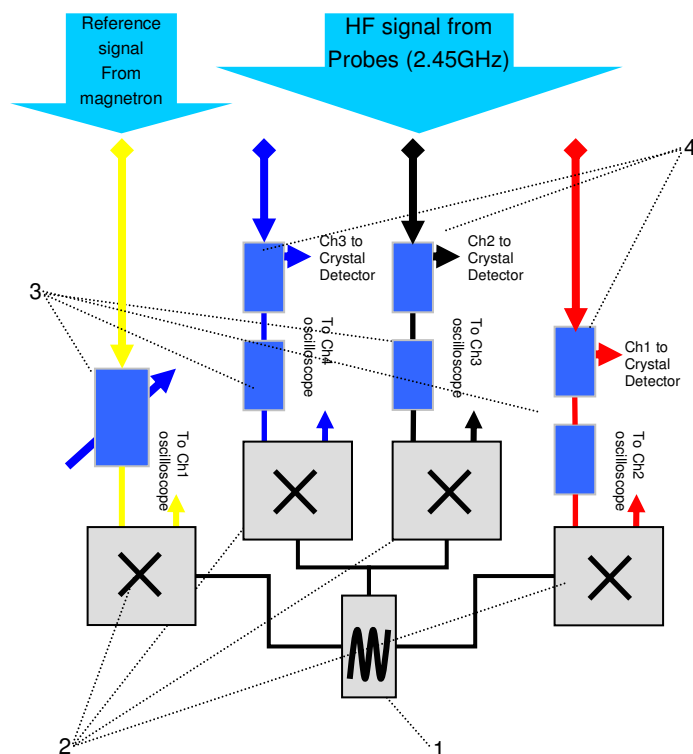 Reference
signal
From
magnetron
HF signal from
Probes (2.45GHz)
4
Ch3 to
Crystal
Detector
Ch2 to
Crystal
Detector
3
Ch1 to
Crystal
Detector
To Ch4
oscilloscope
To Ch3
oscilloscope
To Ch1
oscilloscope
To Ch2
oscilloscope
2
1